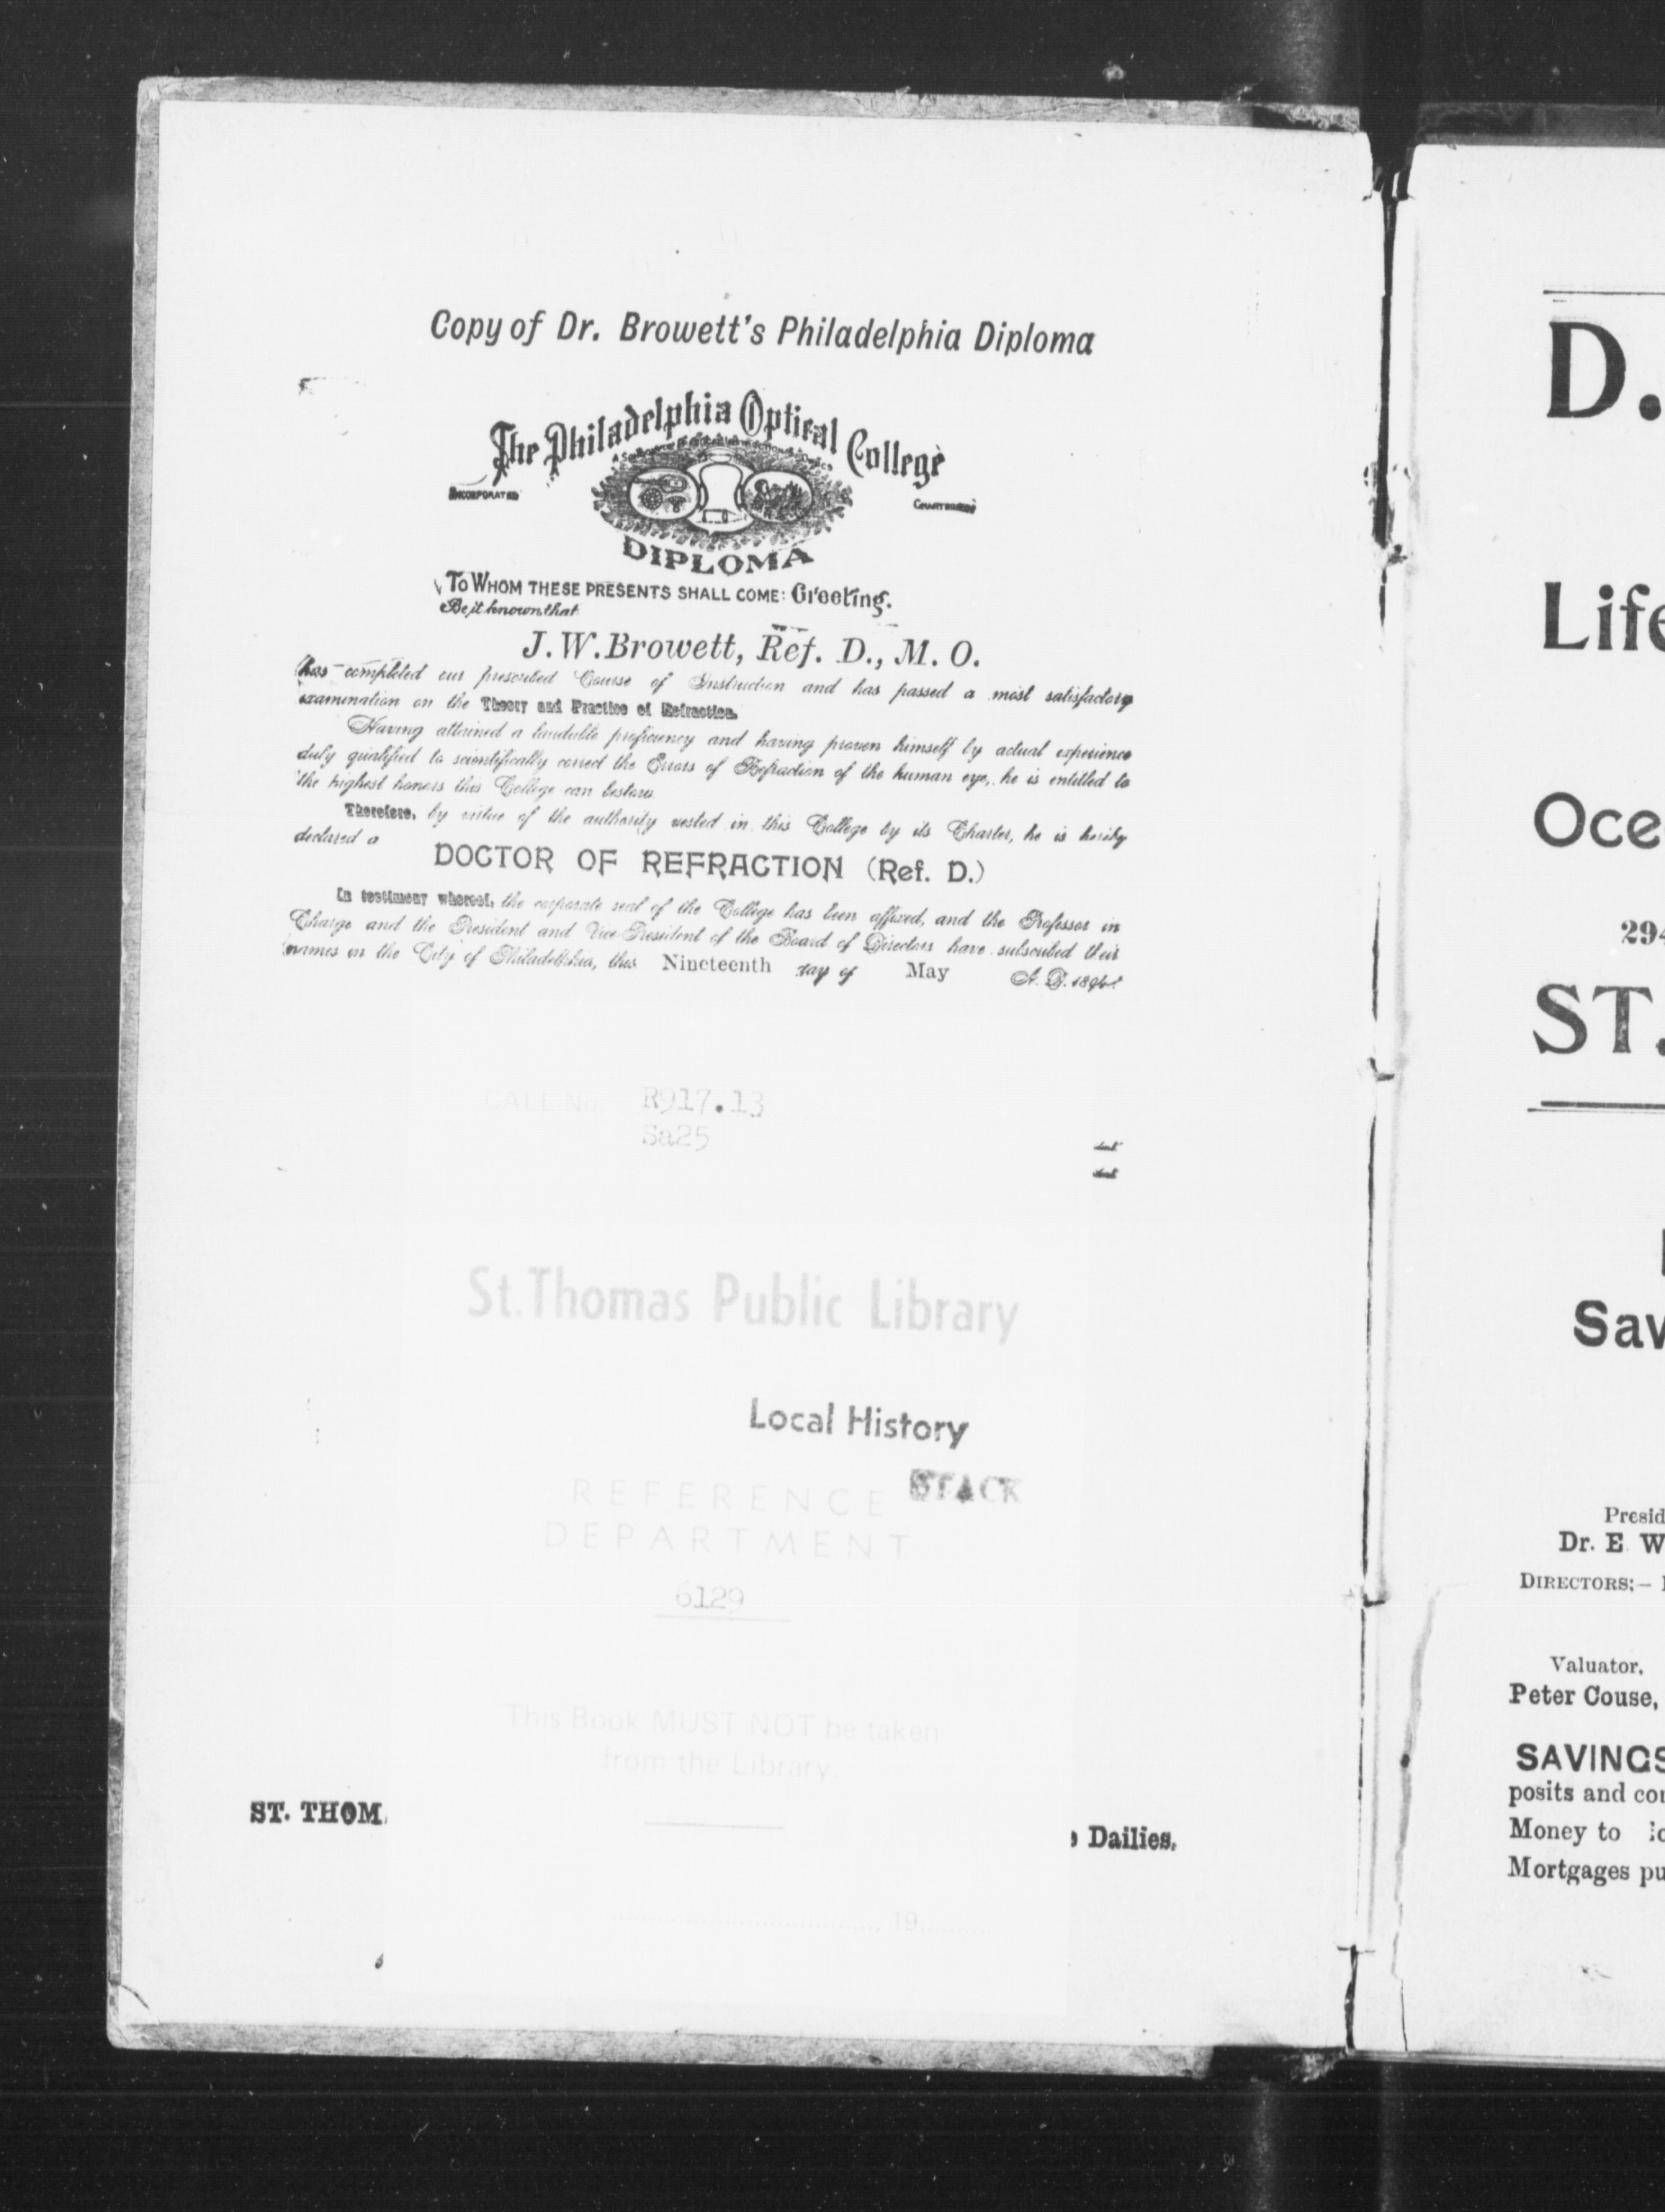 Copy of Dr. Browett's Philadelphia Diploma
The Philadelphia Optical College
INCORPORATED
CHARTERED
DIPLOMA
TO WHOM THESE PRESENTS SHALL COME: Greeting.
Be it known that
J. W. Browett, Ref. D., M. O.
has completed our prescribed Course of Instruction and has passed a most satisfactory
examination on the Theory and Practice of Refraction.
Having attained a laudable proficiency and having proven himself by actual experience
duly qualified to scientifically correct the Errors of Refraction of the human eye, he is entitled to
the highest honors this College can bestow.
Therefore, by virtue of the authority vested in this College by its Charter, he is hereby
declared a
DOCTOR OF REFRACTION (Ref. D.)
In testimony whereof, the corporate seal of the College has been affixed, and the Professor in
Charge and the President and Vice-President of the Board of Directors have subscribed their
names in the City of Philadelphia, this Nineteenth day of May A. D. 
CALL No. R917.13
Sa25
St. Thomas Public Library
Local History
STACK
REFERENCE
DEPARTMENT
6129
This Book MUST NOT be taken
from the Library.
ST. THOM
Dailies.
19
D.
Life
Oce
294
ST.
Sav
Presid
Dr. E. W
DIRECTORS:—
Valuator,
Peter Couse,
SAVINGS
posits and cou
Money to
Mortgages pu